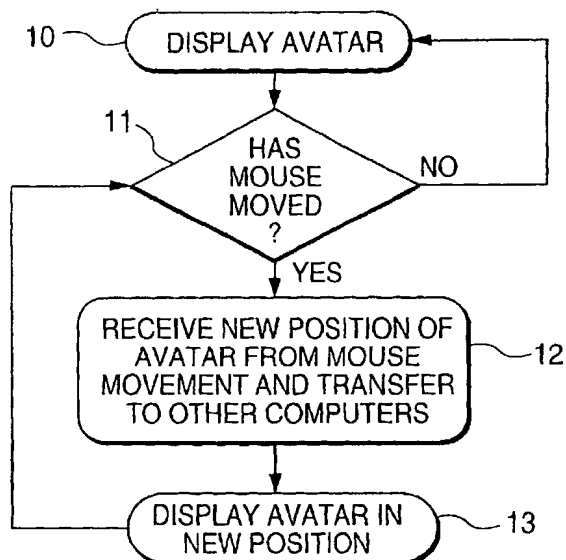 10
DISPLAY AVATAR
11
HAS
MOUSE
MOVED
?
NO
YES
RECEIVE NEW POSITION OF
AVATAR FROM MOUSE
MOVEMENT AND TRANSFER
TO OTHER COMPUTERS
12
DISPLAY AVATAR IN
NEW POSITION
13